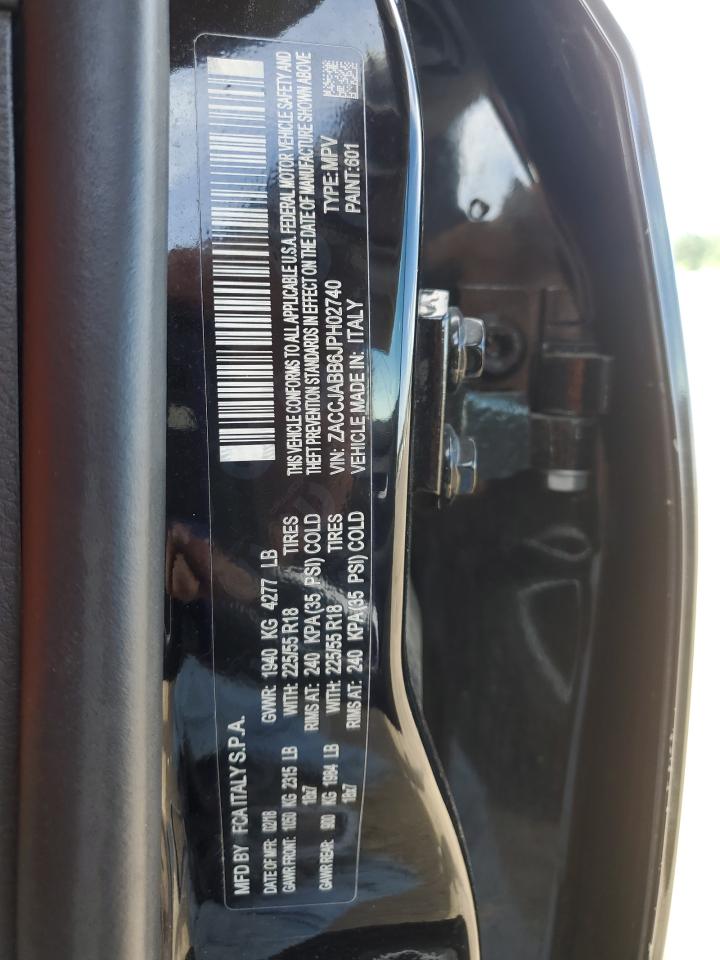 MFD BY FCA ITALY S.P.A.
DATE OF MFR: 02/18 GVWR: 1940 KG 4277 LB
GAWR FRONT: 1050 KG 2315 LB WITH: 225/55 R18 TIRES
18x7 RIMS AT: 240 KPA(35 PSI) COLD
GAWR REAR: 900 KG 1984 LB WITH: 225/55 R18 TIRES
18x7 RIMS AT: 240 KPA(35 PSI) COLD
THIS VEHICLE CONFORMS TO ALL APPLICABLE U.S.A. FEDERAL MOTOR VEHICLE SAFETY AND
THEFT PREVENTION STANDARDS IN EFFECT ON THE DATE OF MANUFACTURE SHOWN ABOVE
VIN: ZACCJABB6JPH02740 TYPE: MPV
VEHICLE MADE IN: ITALY PAINT:601